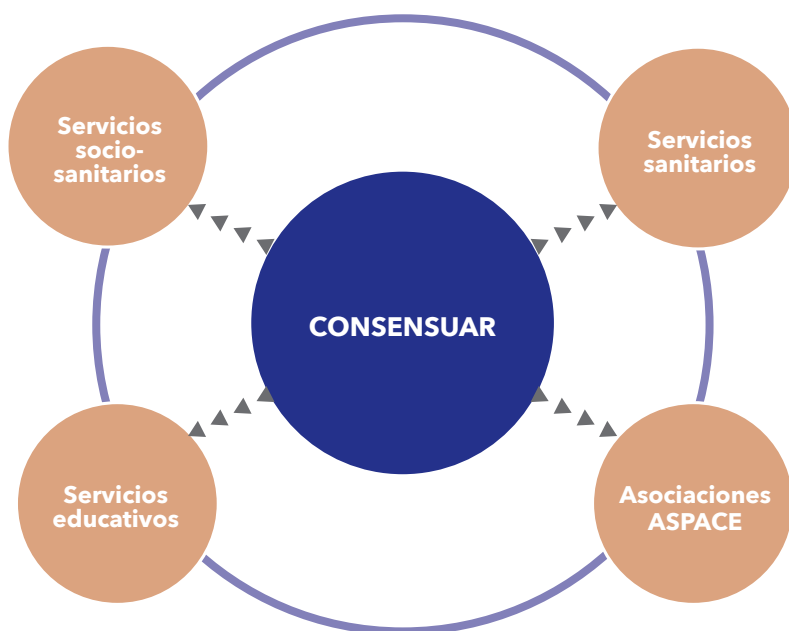 Servicios
socio-
sanitarios
Servicios
sanitarios
CONSENSUAR
Servicios
educativos
Asociaciones
ASPACE